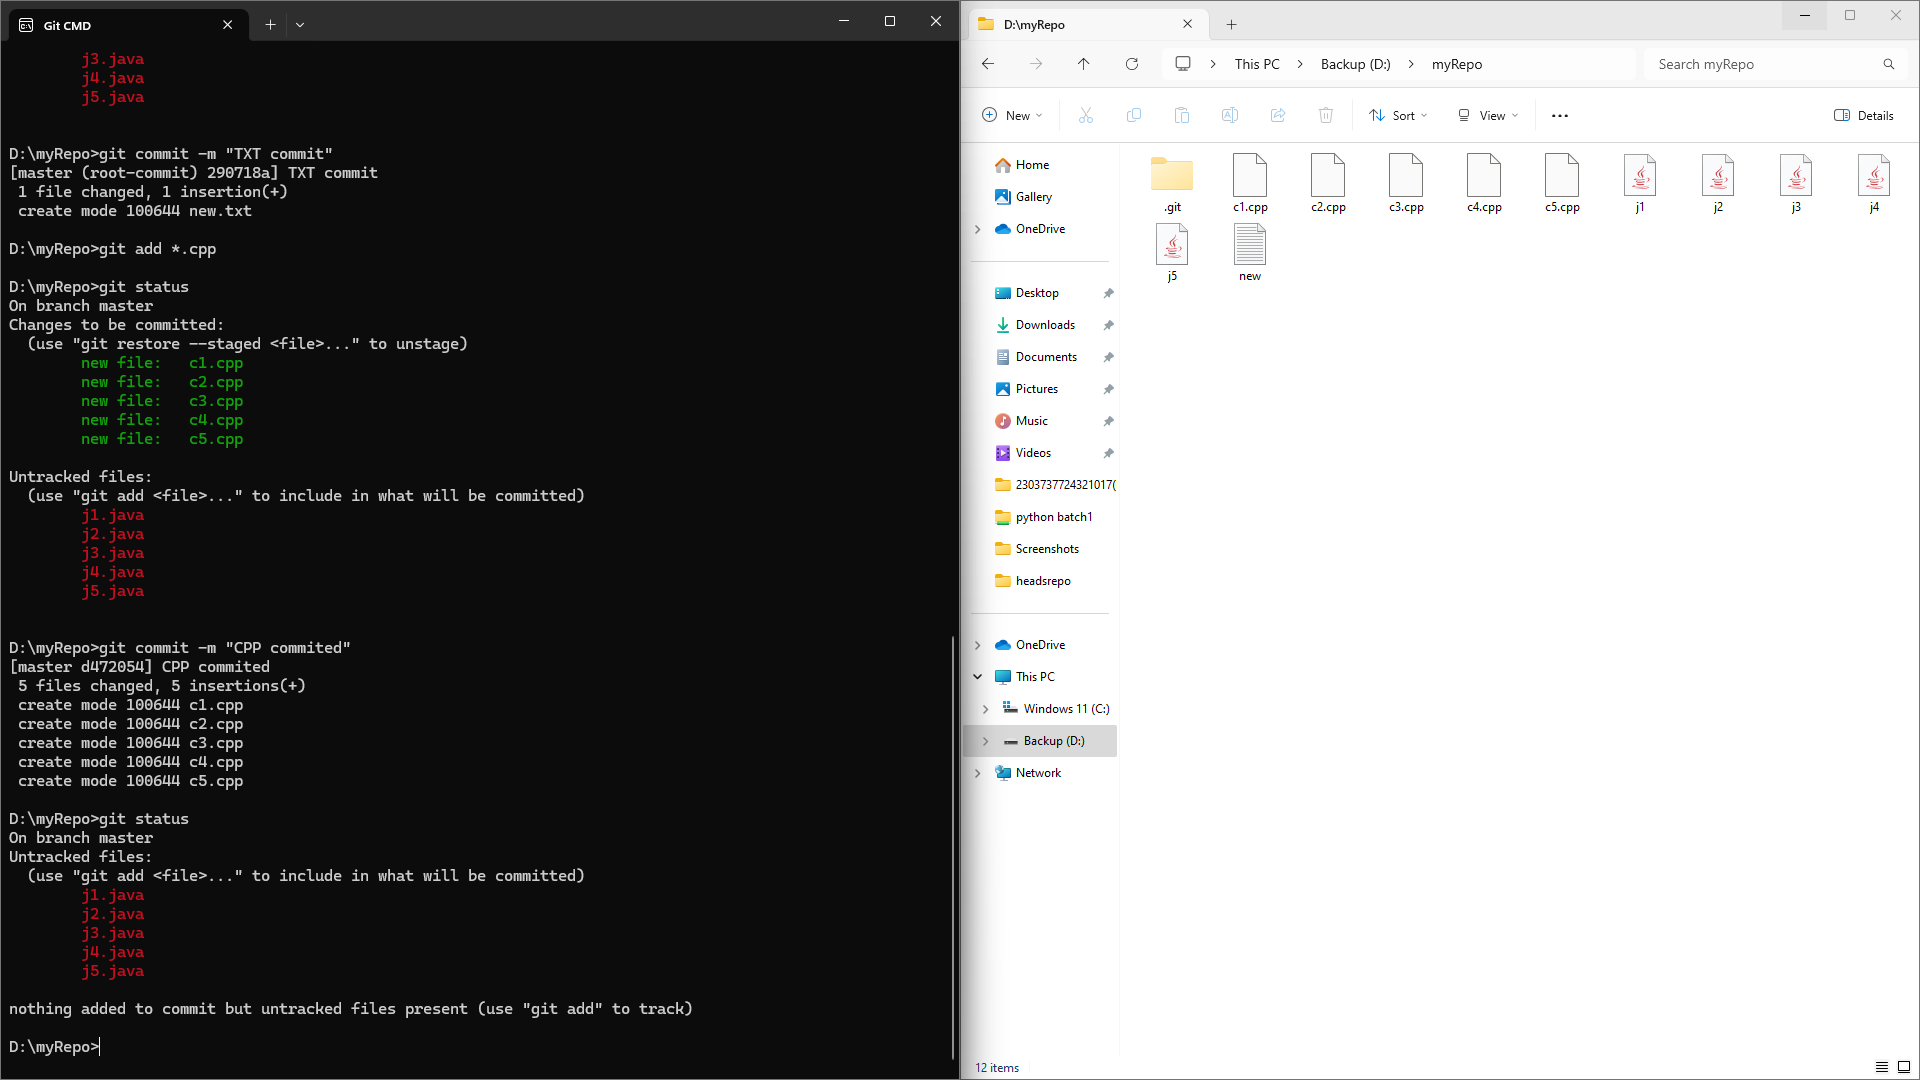 Git CMD
j3.java
j4.java
j5.java
D:\myRepo>git commit -m "TXT commit"
[master (root-commit) 290718a] TXT commit
1 file changed, 1 insertion(+)
create mode 100644 new.txt
D:\myRepo>git add *.cpp
D:\myRepo>git status
On branch master
Changes to be committed:
(use "git restore --staged <file>..." to unstage)
new file:   c1.cpp
new file:   c2.cpp
new file:   c3.cpp
new file:   c4.cpp
new file:   c5.cpp
Untracked files:
(use "git add <file>..." to include in what will be committed)
j1.java
j2.java
j3.java
j4.java
j5.java
D:\myRepo>git commit -m "CPP commited"
[master d472054] CPP commited
5 files changed, 5 insertions(+)
create mode 100644 c1.cpp
create mode 100644 c2.cpp
create mode 100644 c3.cpp
create mode 100644 c4.cpp
create mode 100644 c5.cpp
D:\myRepo>git status
On branch master
Untracked files:
(use "git add <file>..." to include in what will be committed)
j1.java
j2.java
j3.java
j4.java
j5.java
nothing added to commit but untracked files present (use "git add" to track)
D:\myRepo>
D:\myRepo
This PC > Backup (D:) > myRepo
Search myRepo
New
Sort
View
Details
Home
Gallery
OneDrive
Desktop
Downloads
Documents
Pictures
Music
Videos
2303737724321017(
python batch1
Screenshots
headsrepo
OneDrive
This PC
Windows 11 (C:)
Backup (D:)
Network
.git
c1.cpp
c2.cpp
c3.cpp
c4.cpp
c5.cpp
j1
j2
j3
j4
j5
new
12 items